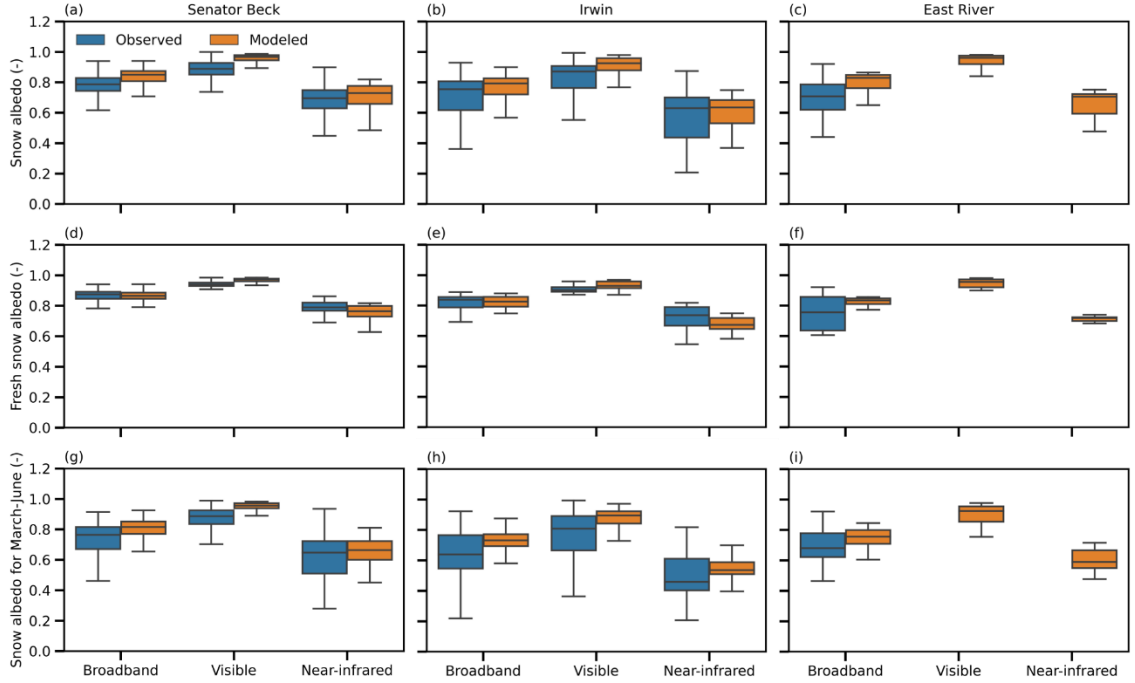 Senator Beck
Irwin
East River
(a)
(b)
(c)
Snow albedo (-)
1.2
1.0
0.8
0.6
0.4
0.2
0.0
Observed
Modeled
(d)
(e)
(f)
Fresh snow albedo (-)
1.2
1.0
0.8
0.6
0.4
0.2
0.0
(g)
(h)
(i)
Snow albedo for March-June (-)
1.2
1.0
0.8
0.6
0.4
0.2
0.0
Broadband
Visible
Near-infrared
Broadband
Visible
Near-infrared
Broadband
Visible
Near-infrared